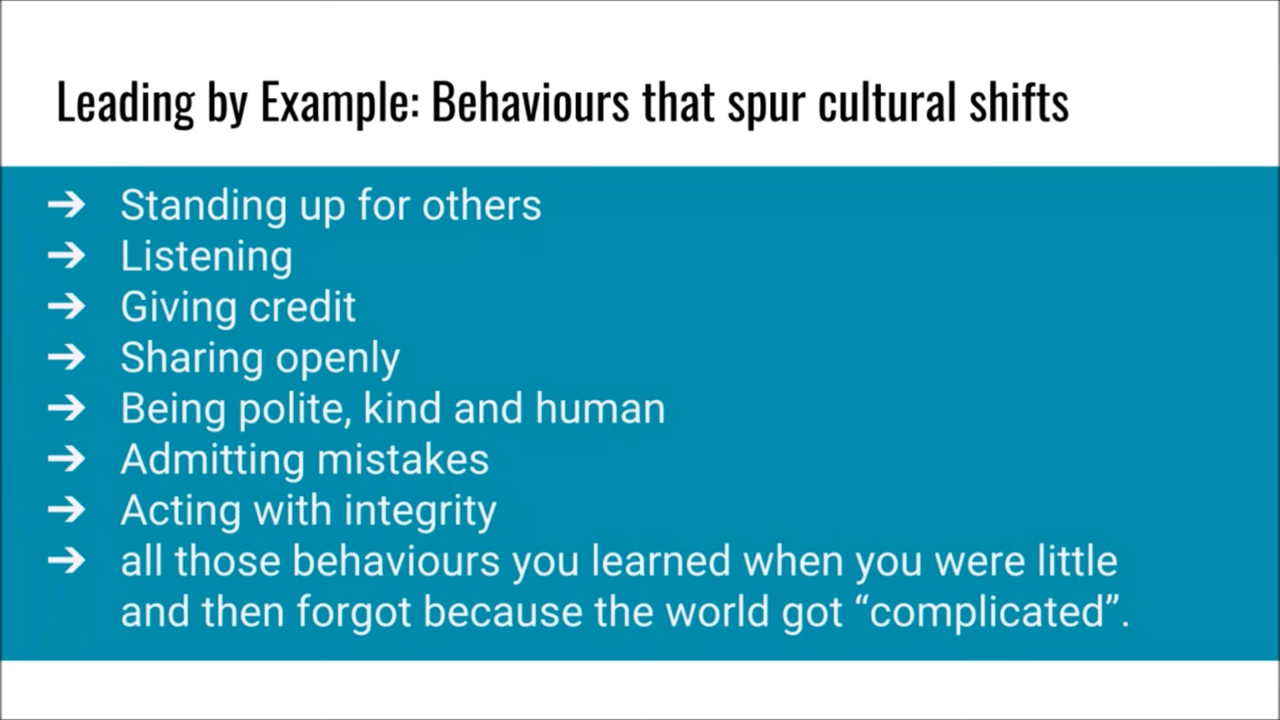 Leading by Example: Behaviours that spur cultural shifts
➔ Standing up for others
➔ Listening
➔ Giving credit
➔ Sharing openly
➔ Being polite, kind and human
➔ Admitting mistakes
➔ Acting with integrity
➔ all those behaviours you learned when you were little
and then forgot because the world got “complicated”.